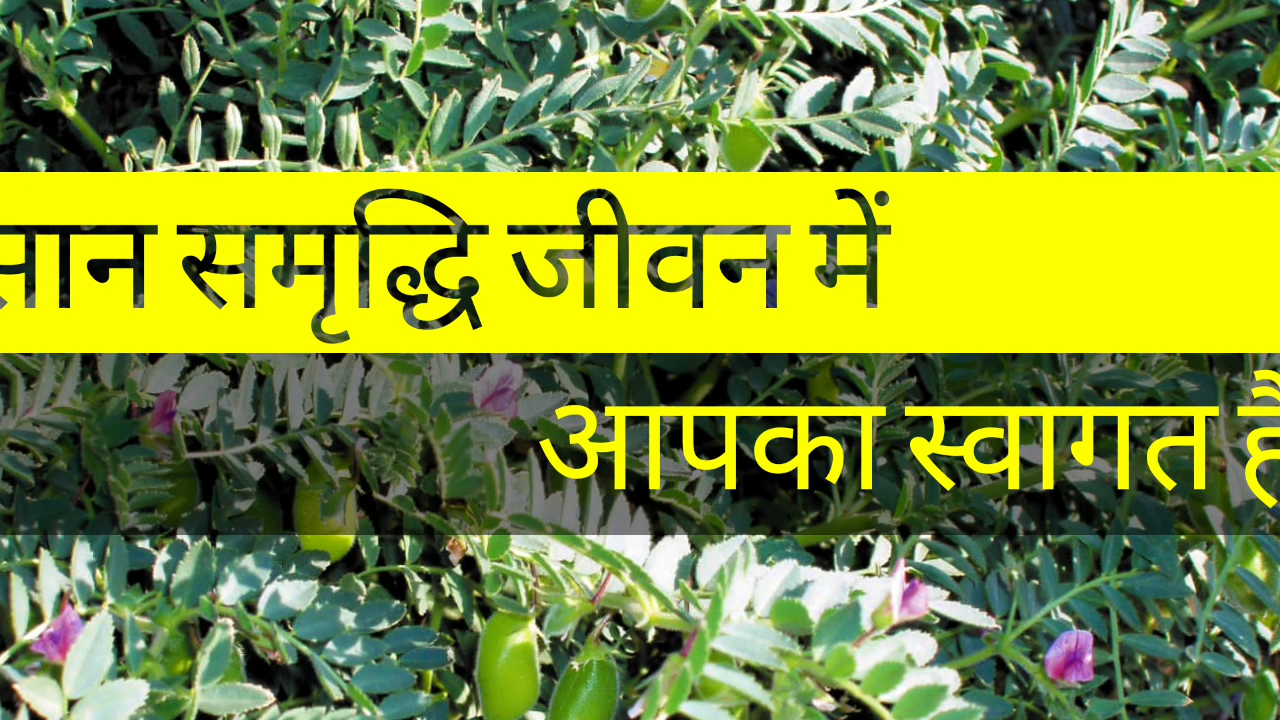 सान समृद्धि जीवन में
आपका स्वागत है